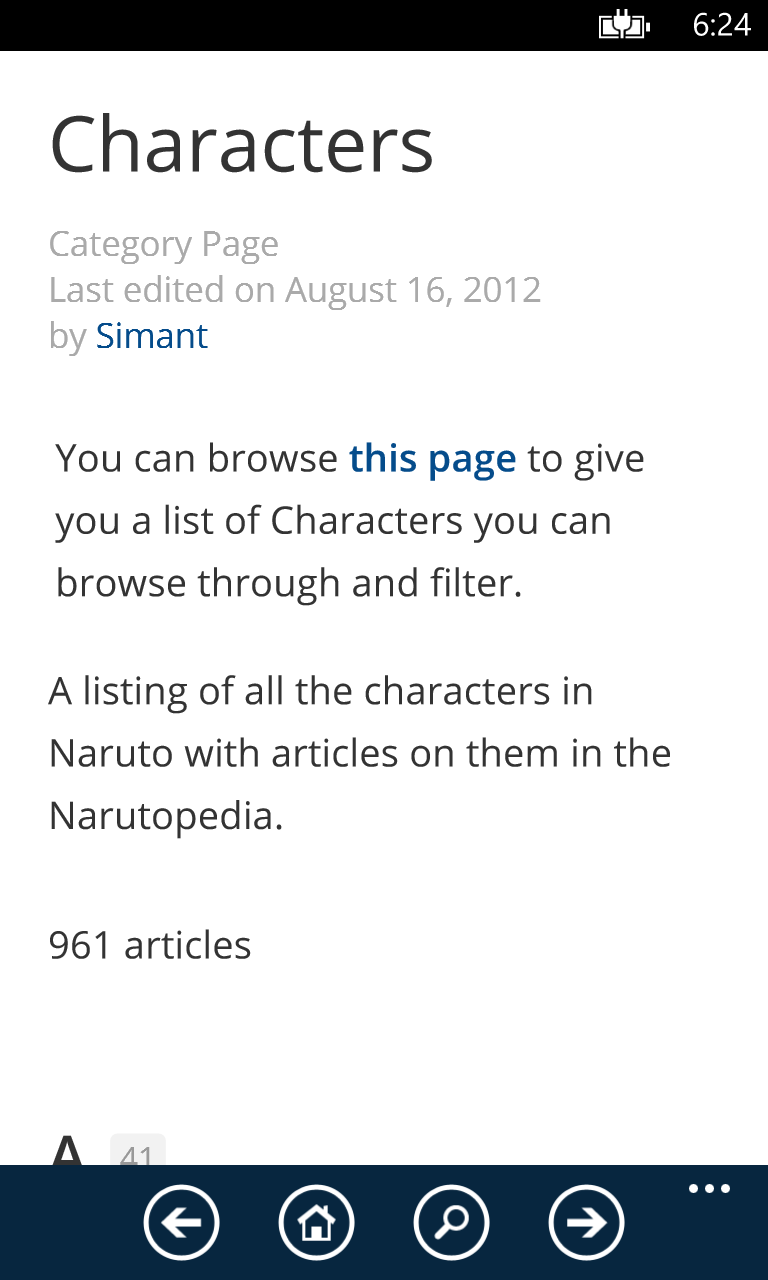 6:24
Characters
Category Page
Last edited on August 16, 2012
by Simant
You can browse this page to give
you a list of Characters you can
browse through and filter.
A listing of all the characters in
Naruto with articles on them in the
Narutopedia.
961 articles
A 41